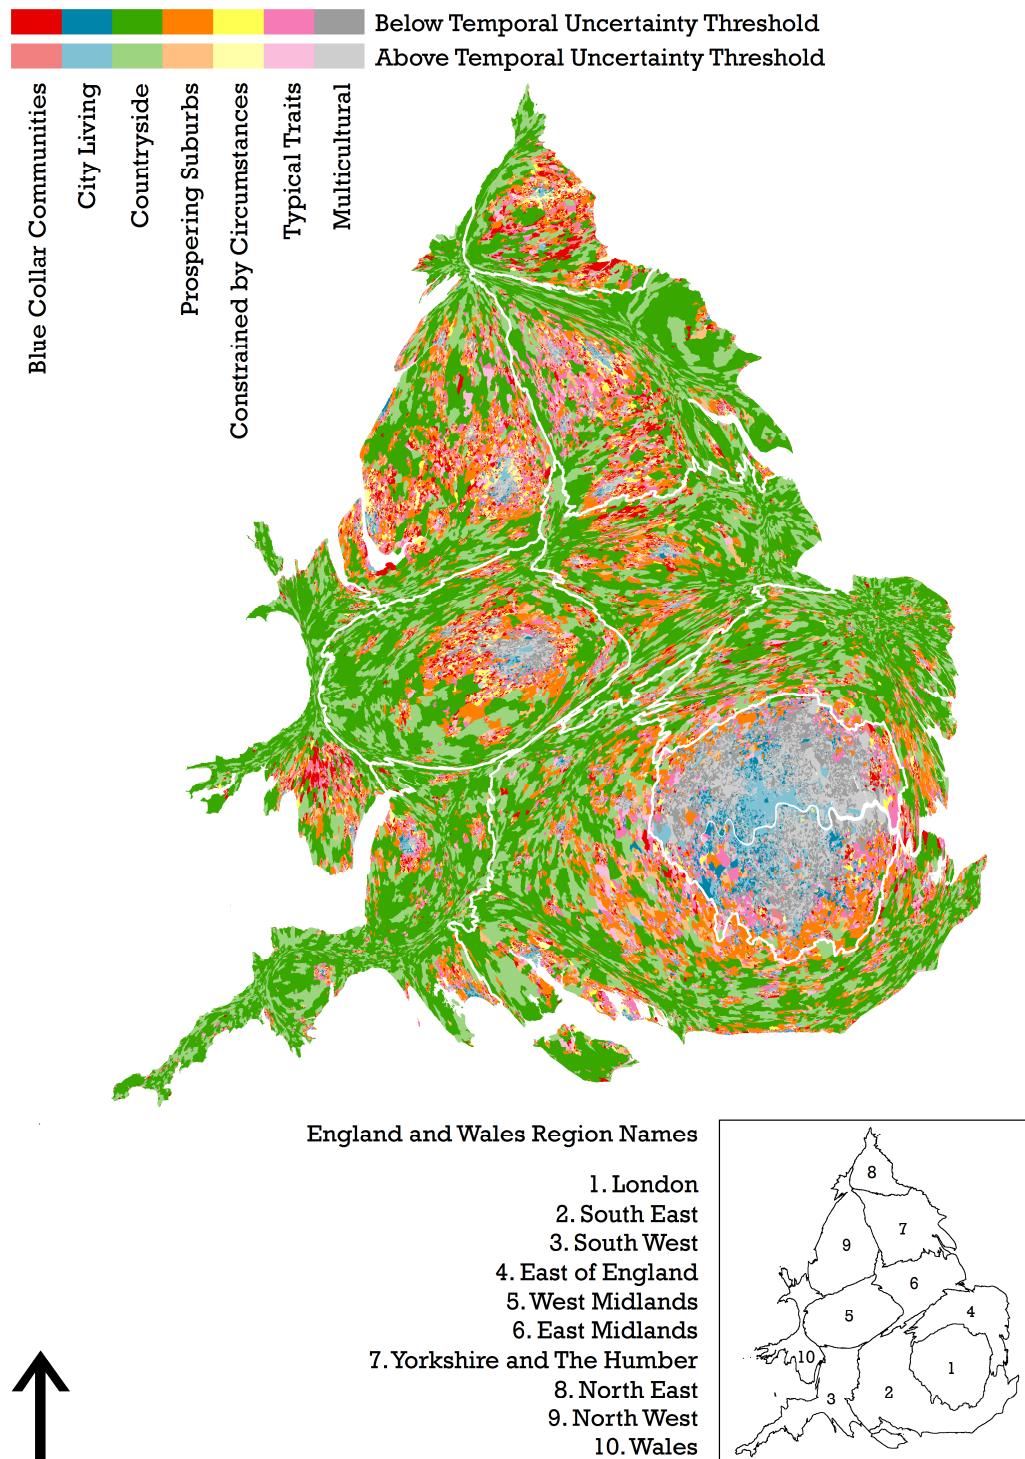 Below Temporal Uncertainty Threshold
Above Temporal Uncertainty Threshold
Blue Collar Communities
City Living
Countryside
Prospering Suburbs
Constrained by Circumstances
Typical Traits
Multicultural
England and Wales Region Names
1. London
2. South East
3. South West
4. East of England
5. West Midlands
6. East Midlands
7. Yorkshire and The Humber
8. North East
9. North West
10. Wales
8
7
9
6
4
5
10
1
2
3